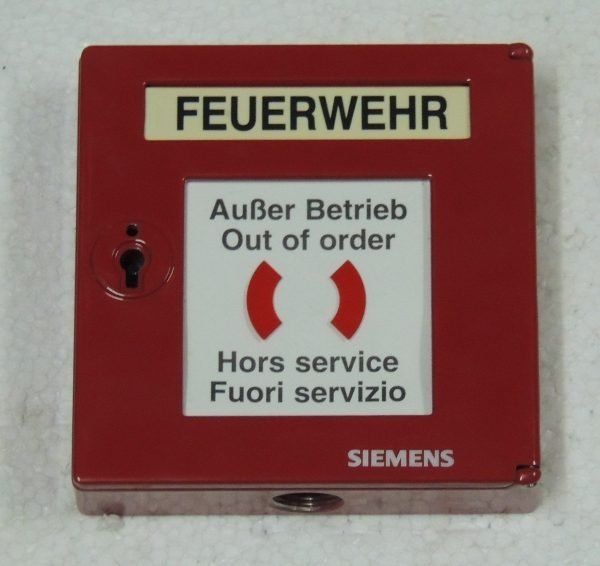 FEUERWEHR
Außer Betrieb
Out of order
Hors service
Fuori servizio
SIEMENS